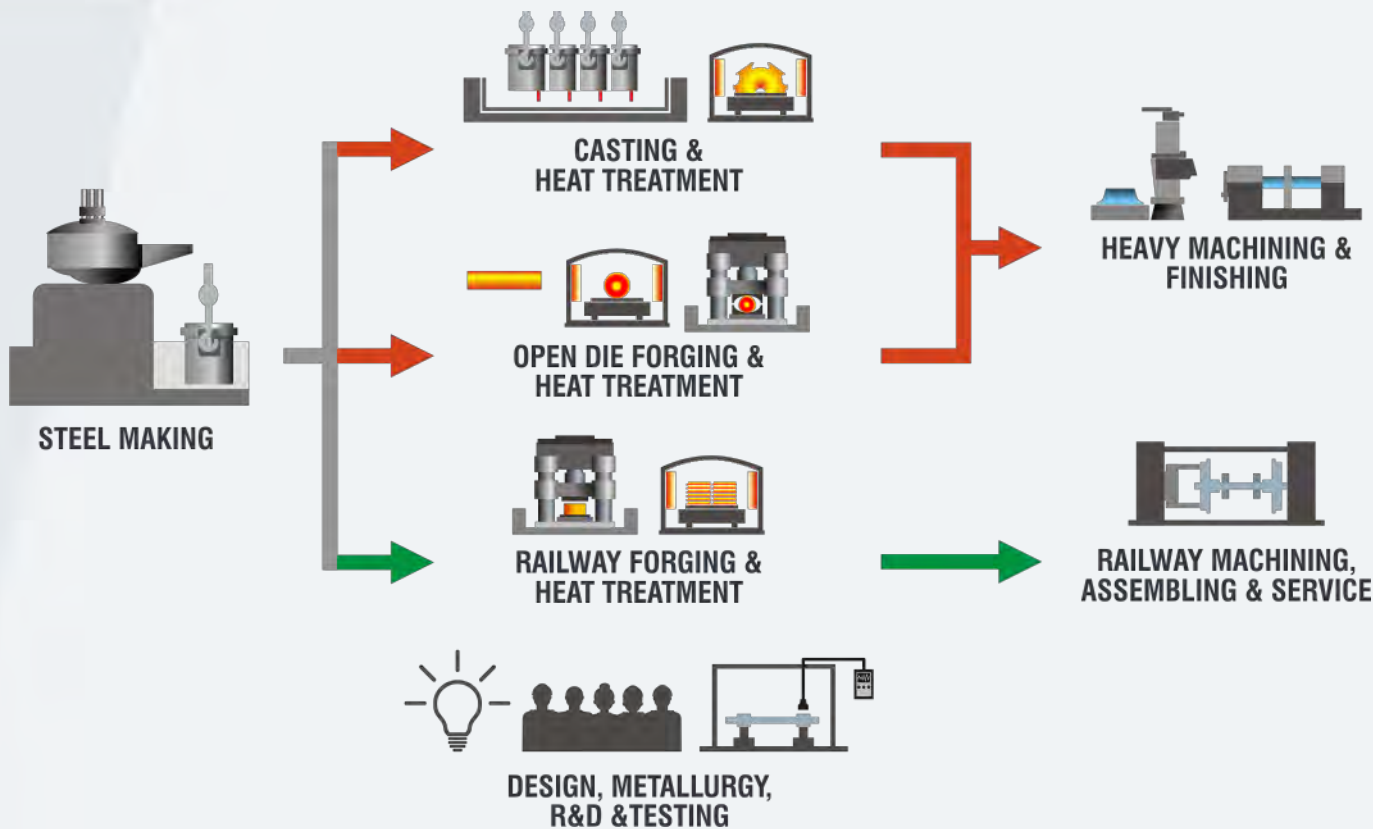 CASTING &
HEAT TREATMENT
HEAVY MACHINING &
FINISHING
OPEN DIE FORGING &
HEAT TREATMENT
STEEL MAKING
RAILWAY FORGING &
HEAT TREATMENT
RAILWAY MACHINING,
ASSEMBLING & SERVICE
DESIGN, METALLURGY,
R&D &TESTING